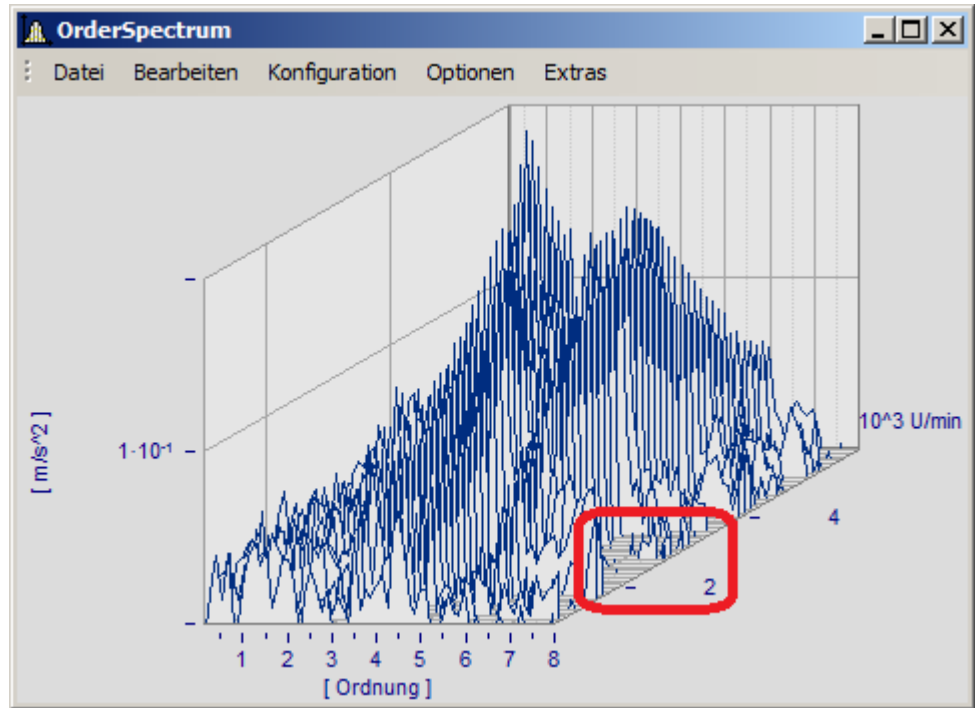 OrderSpectrum
Datei Bearbeiten Konfiguration Optionen Extras
[ m/s^2 ]
1·10⁻¹
10^3 U/min
4
2
1 2 3 4 5 6 7 8
[ Ordnung ]